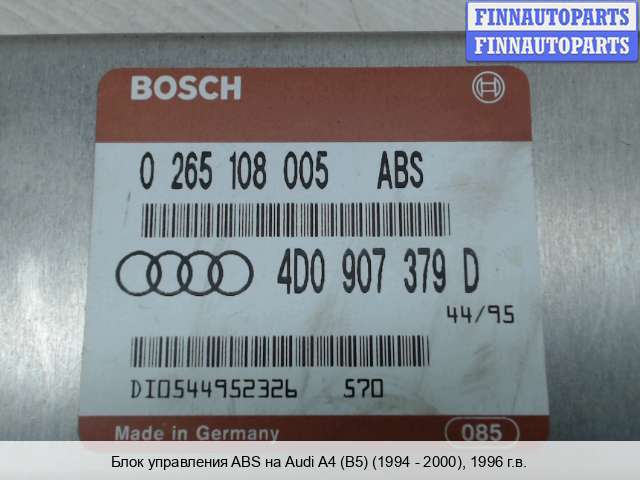 FINNAUTOPARTS
FINNAUTOPARTS
BOSCH
0 265 108 005 ABS
4D0 907 379 D
44/95
DI0544952326 570
Made in Germany 085
Блок управления ABS на Audi A4 (B5) (1994 - 2000), 1996 г.в.